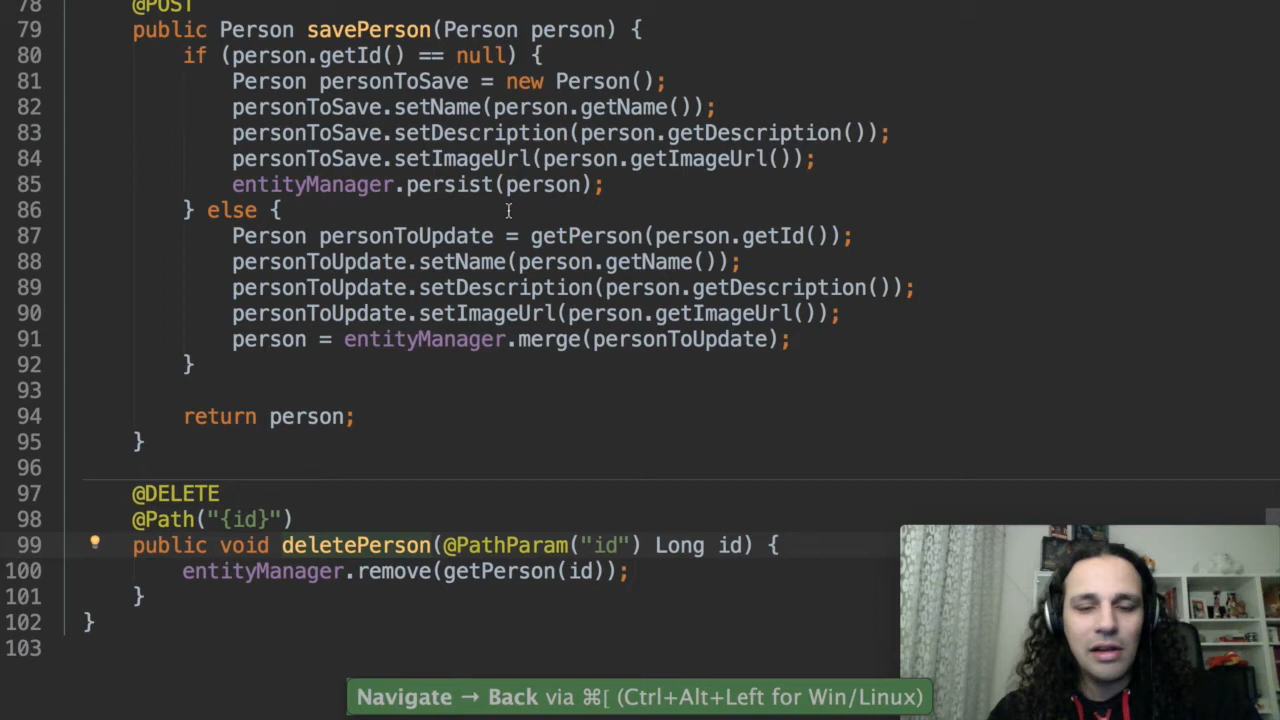 78 @POST
79 public Person savePerson(Person person) {
80 if (person.getId() == null) {
81 Person personToSave = new Person();
82 personToSave.setName(person.getName());
83 personToSave.setDescription(person.getDescription());
84 personToSave.setImageUrl(person.getImageUrl());
85 entityManager.persist(person);
86 } else {
87 Person personToUpdate = getPerson(person.getId());
88 personToUpdate.setName(person.getName());
89 personToUpdate.setDescription(person.getDescription());
90 personToUpdate.setImageUrl(person.getImageUrl());
91 person = entityManager.merge(personToUpdate);
92 }
93
94 return person;
95 }
96
97 @DELETE
98 @Path("{id}")
99 public void deletePerson(@PathParam("id") Long id) {
100 entityManager.remove(getPerson(id));
101 }
102 }
103
Navigate → Back via ⌘[ (Ctrl+Alt+Left for Win/Linux)